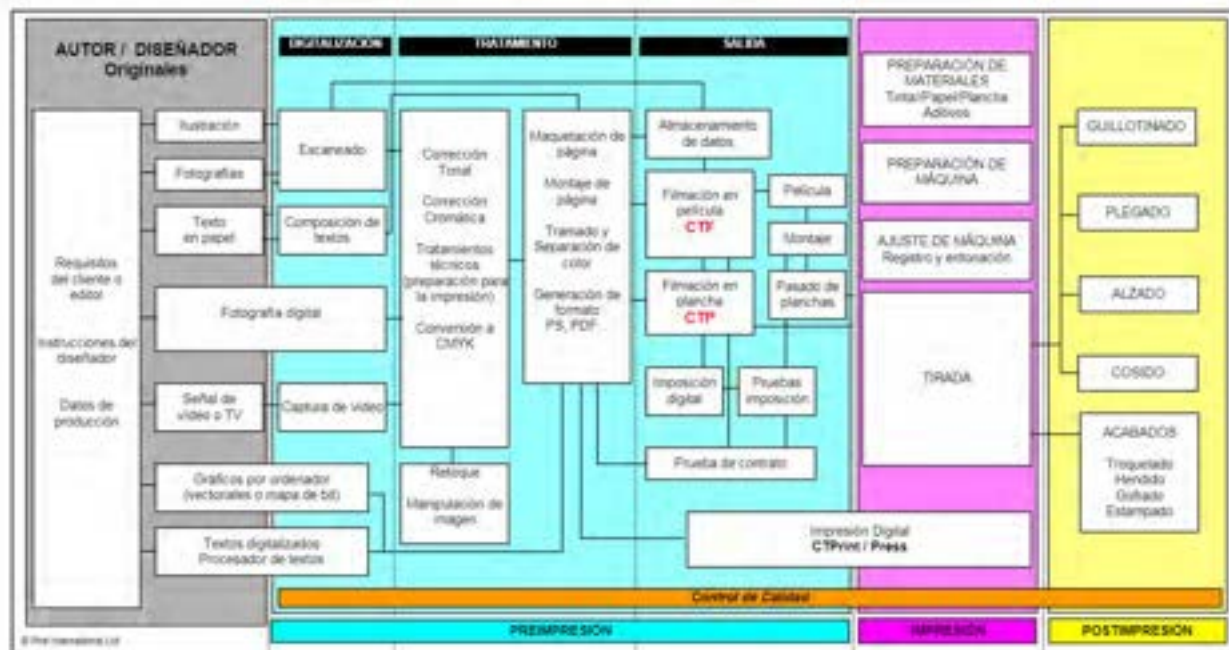 AUTOR / DISEÑADOR
Originales
Requisitos
del cliente o
editor
Instrucciones del
diseñador
Datos de
producción
Ilustración
Fotografías
Texto
en papel
Fotografía digital
Señal de
vídeo o TV
Gráficos por ordenador
(vectoriales o mapa de bit)
Textos digitalizados
Procesador de textos
DIGITALIZACIÓN
Escaneado
Composición de
textos
Captura de vídeo
TRATAMIENTO
Corrección
Tonal
Corrección
Cromática
Tratamientos
técnicos
(preparación para
la impresión)
Conversión a
CMYK
Retoque
Manipulación de
imagen
Maquetación de
página
Montaje de
página
Tramado y
Separación de
color
Generación de
formato
PS, PDF
SALIDA
Almacenamiento
de datos
Filmación en
película
CTF
Filmación en
plancha
CTP
Película
Montaje
Pasado de
planchas
Imposición
digital
Pruebas
imposición
Prueba de contrato
Impresión Digital
CTPrint / Press
PREPARACIÓN DE
MATERIALES
Tinta/Papel/Plancha
Aditivos
PREPARACIÓN DE
MÁQUINA
AJUSTE DE MÁQUINA
Registro y entonación
TIRADA
GUILLOTINADO
PLEGADO
ALZADO
COSIDO
ACABADOS
Troquelado
Hendido
Gofrado
Estampado
Control de Calidad
PREIMPRESIÓN
IMPRESIÓN
POSTIMPRESIÓN
International Ltd